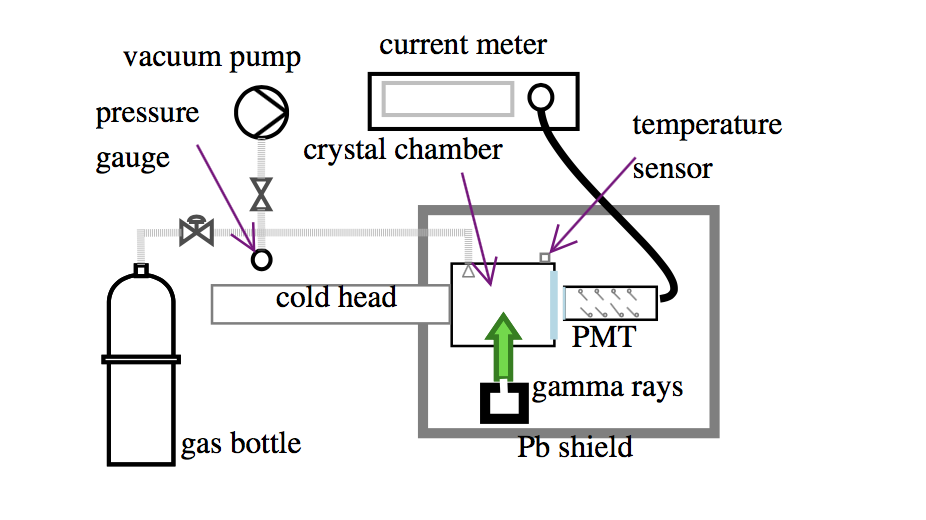 current meter
vacuum pump
pressure
gauge
temperature
sensor
crystal chamber
cold head
PMT
gamma rays
gas bottle
Pb shield